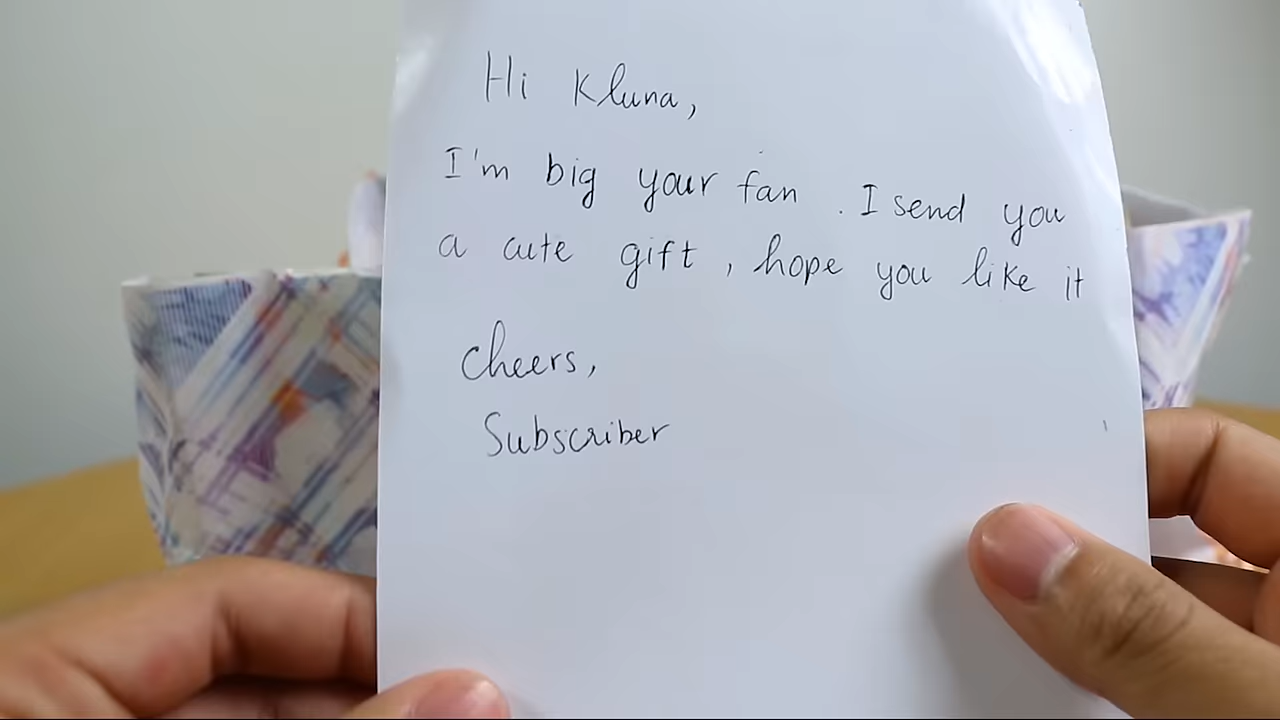 Hi Kluna,
I'm big your fan . I send you
a cute gift , hope you like it
Cheers,
Subscriber